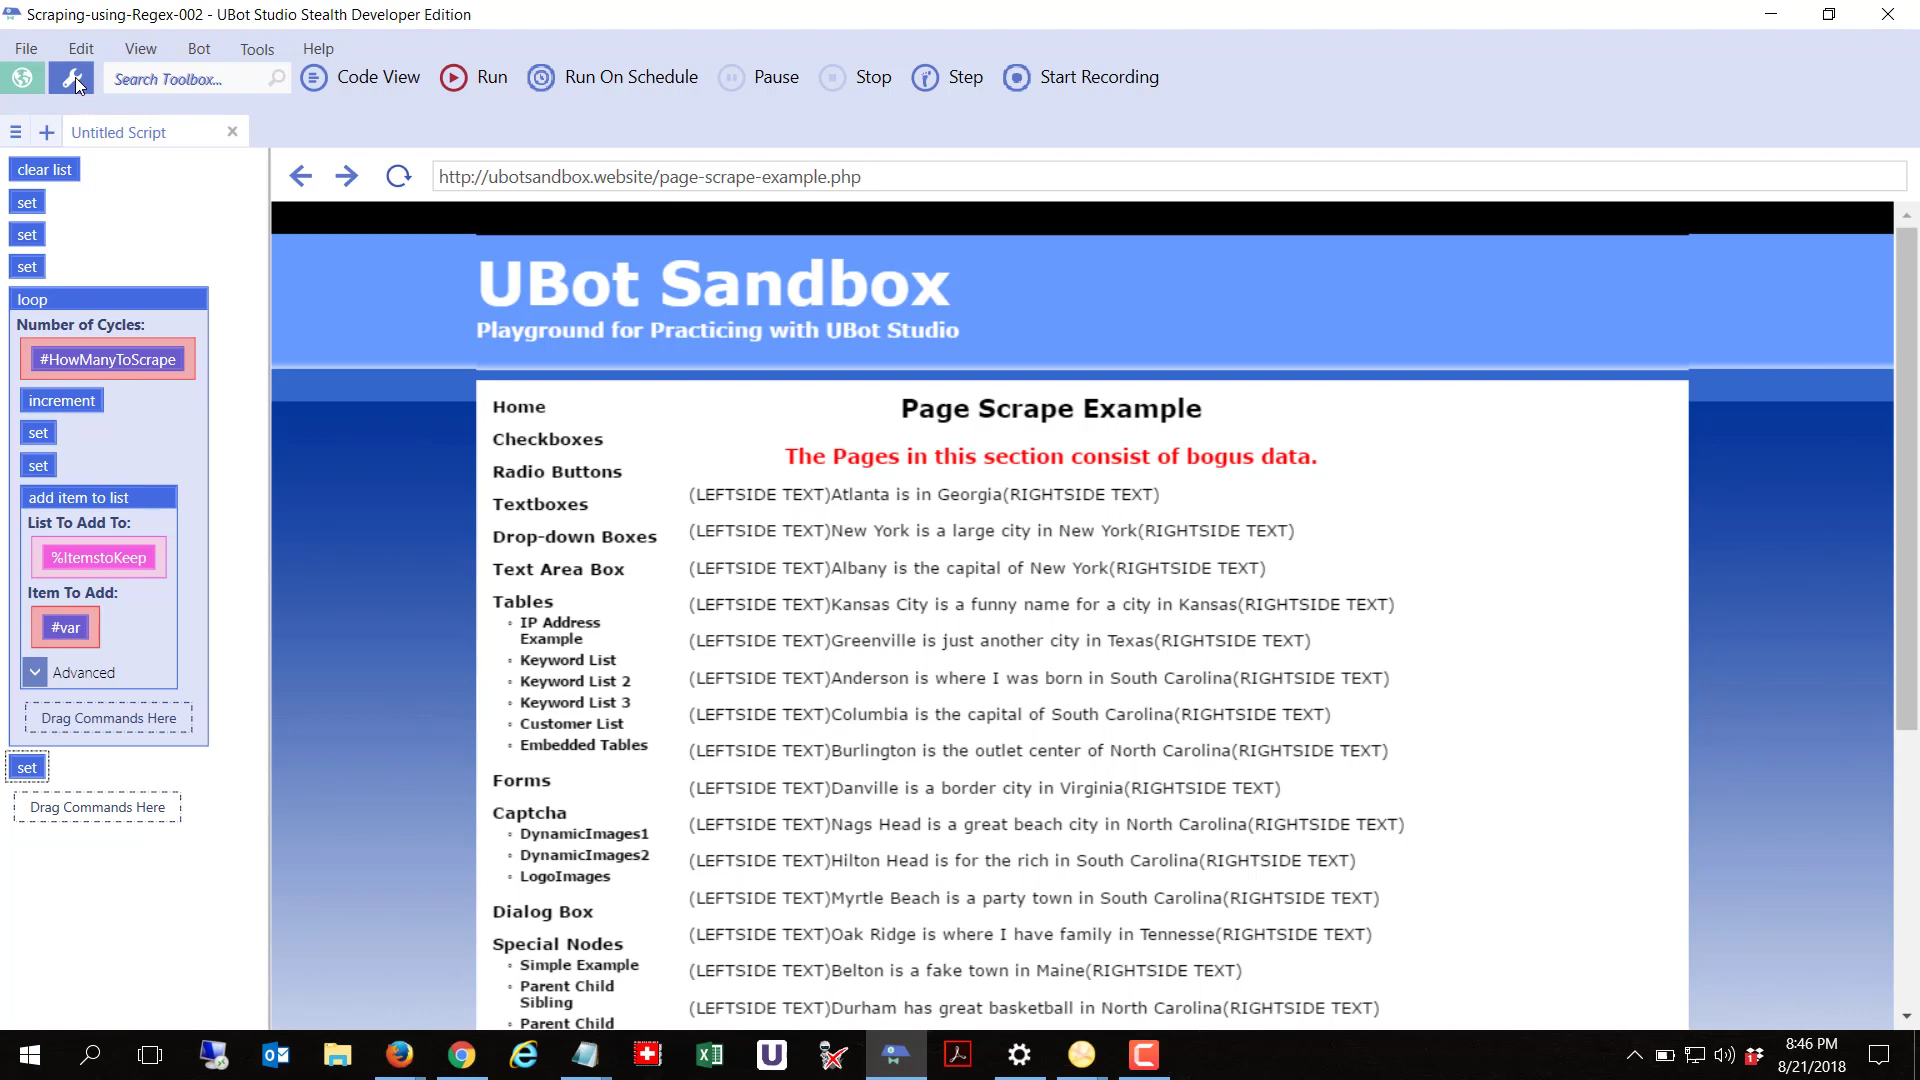 Scraping-using-Regex-002 - UBot Studio Stealth Developer Edition
File Edit View Bot Tools Help
Search Toolbox... Code View Run Run On Schedule Pause Stop Step Start Recording
Untitled Script
http://ubotsandbox.website/page-scrape-example.php
clear list
set
set
set
loop
Number of Cycles:
#HowManyToScrape
increment
set
set
add item to list
List To Add To:
%ItemstoKeep
Item To Add:
#var
Advanced
Drag Commands Here
set
Drag Commands Here
UBot Sandbox
Playground for Practicing with UBot Studio
Home
Checkboxes
Radio Buttons
Textboxes
Drop-down Boxes
Text Area Box
Tables
IP Address
Example
Keyword List
Keyword List 2
Keyword List 3
Customer List
Embedded Tables
Forms
Captcha
DynamicImages1
DynamicImages2
LogoImages
Dialog Box
Special Nodes
Simple Example
Parent Child
Sibling
Parent Child
Page Scrape Example
The Pages in this section consist of bogus data.
(LEFTSIDE TEXT)Atlanta is in Georgia(RIGHTSIDE TEXT)
(LEFTSIDE TEXT)New York is a large city in New York(RIGHTSIDE TEXT)
(LEFTSIDE TEXT)Albany is the capital of New York(RIGHTSIDE TEXT)
(LEFTSIDE TEXT)Kansas City is a funny name for a city in Kansas(RIGHTSIDE TEXT)
(LEFTSIDE TEXT)Greenville is just another city in Texas(RIGHTSIDE TEXT)
(LEFTSIDE TEXT)Anderson is where I was born in South Carolina(RIGHTSIDE TEXT)
(LEFTSIDE TEXT)Columbia is the capital of South Carolina(RIGHTSIDE TEXT)
(LEFTSIDE TEXT)Burlington is the outlet center of North Carolina(RIGHTSIDE TEXT)
(LEFTSIDE TEXT)Danville is a border city in Virginia(RIGHTSIDE TEXT)
(LEFTSIDE TEXT)Nags Head is a great beach city in North Carolina(RIGHTSIDE TEXT)
(LEFTSIDE TEXT)Hilton Head is for the rich in South Carolina(RIGHTSIDE TEXT)
(LEFTSIDE TEXT)Myrtle Beach is a party town in South Carolina(RIGHTSIDE TEXT)
(LEFTSIDE TEXT)Oak Ridge is where I have family in Tennesse(RIGHTSIDE TEXT)
(LEFTSIDE TEXT)Belton is a fake town in Maine(RIGHTSIDE TEXT)
(LEFTSIDE TEXT)Durham has great basketball in North Carolina(RIGHTSIDE TEXT)
8:46 PM
8/21/2018